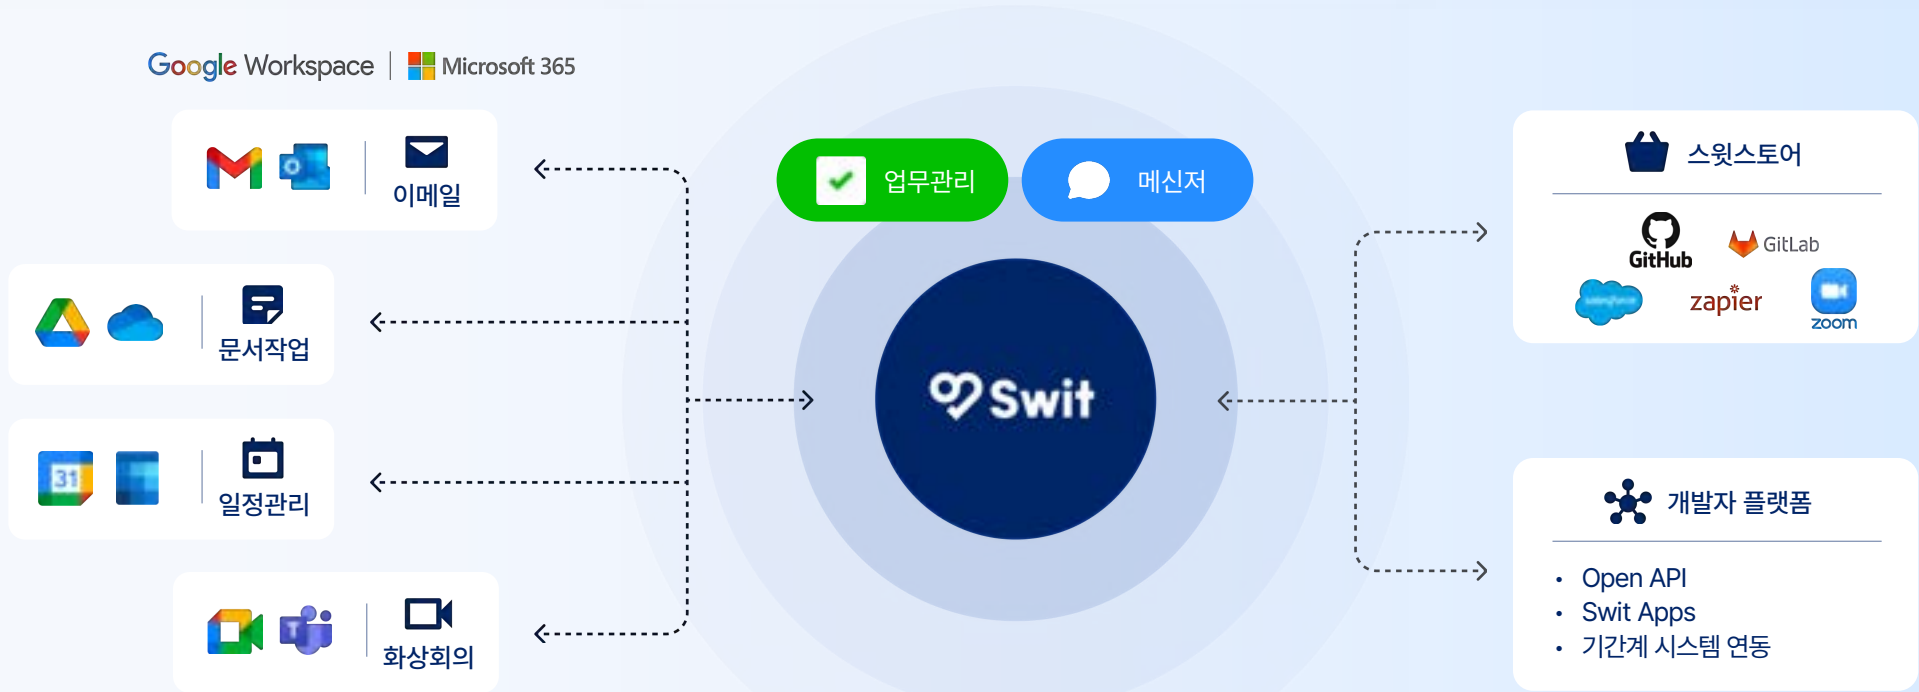 Google Workspace | Microsoft 365
이메일
문서작업
31
일정관리
T
화상회의
업무관리
메신저
Swit
스윗스토어
GitHub
GitLab
salesforce
zapier
zoom
개발자 플랫폼
• Open API
• Swit Apps
• 기간계 시스템 연동